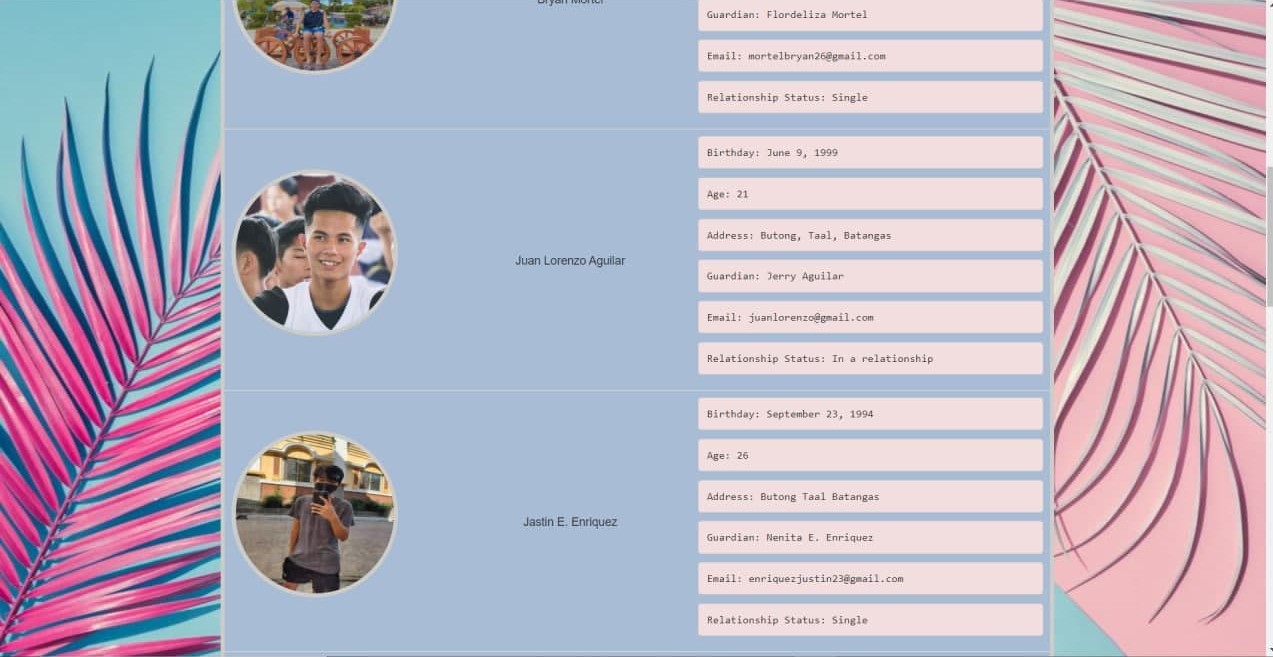 Bryan Mortel
Guardian: Flordeliza Mortel
Email: mortelbryan26@gmail.com
Relationship Status: Single
Birthday: June 9, 1999
Age: 21
Address: Butong, Taal, Batangas
Juan Lorenzo Aguilar
Guardian: Jerry Aguilar
Email: juanlorenzo@gmail.com
Relationship Status: In a relationship
Birthday: September 23, 1994
Age: 26
Address: Butong Taal Batangas
Jastin E. Enriquez
Guardian: Nenita E. Enriquez
Email: enriquezjustin23@gmail.com
Relationship Status: Single